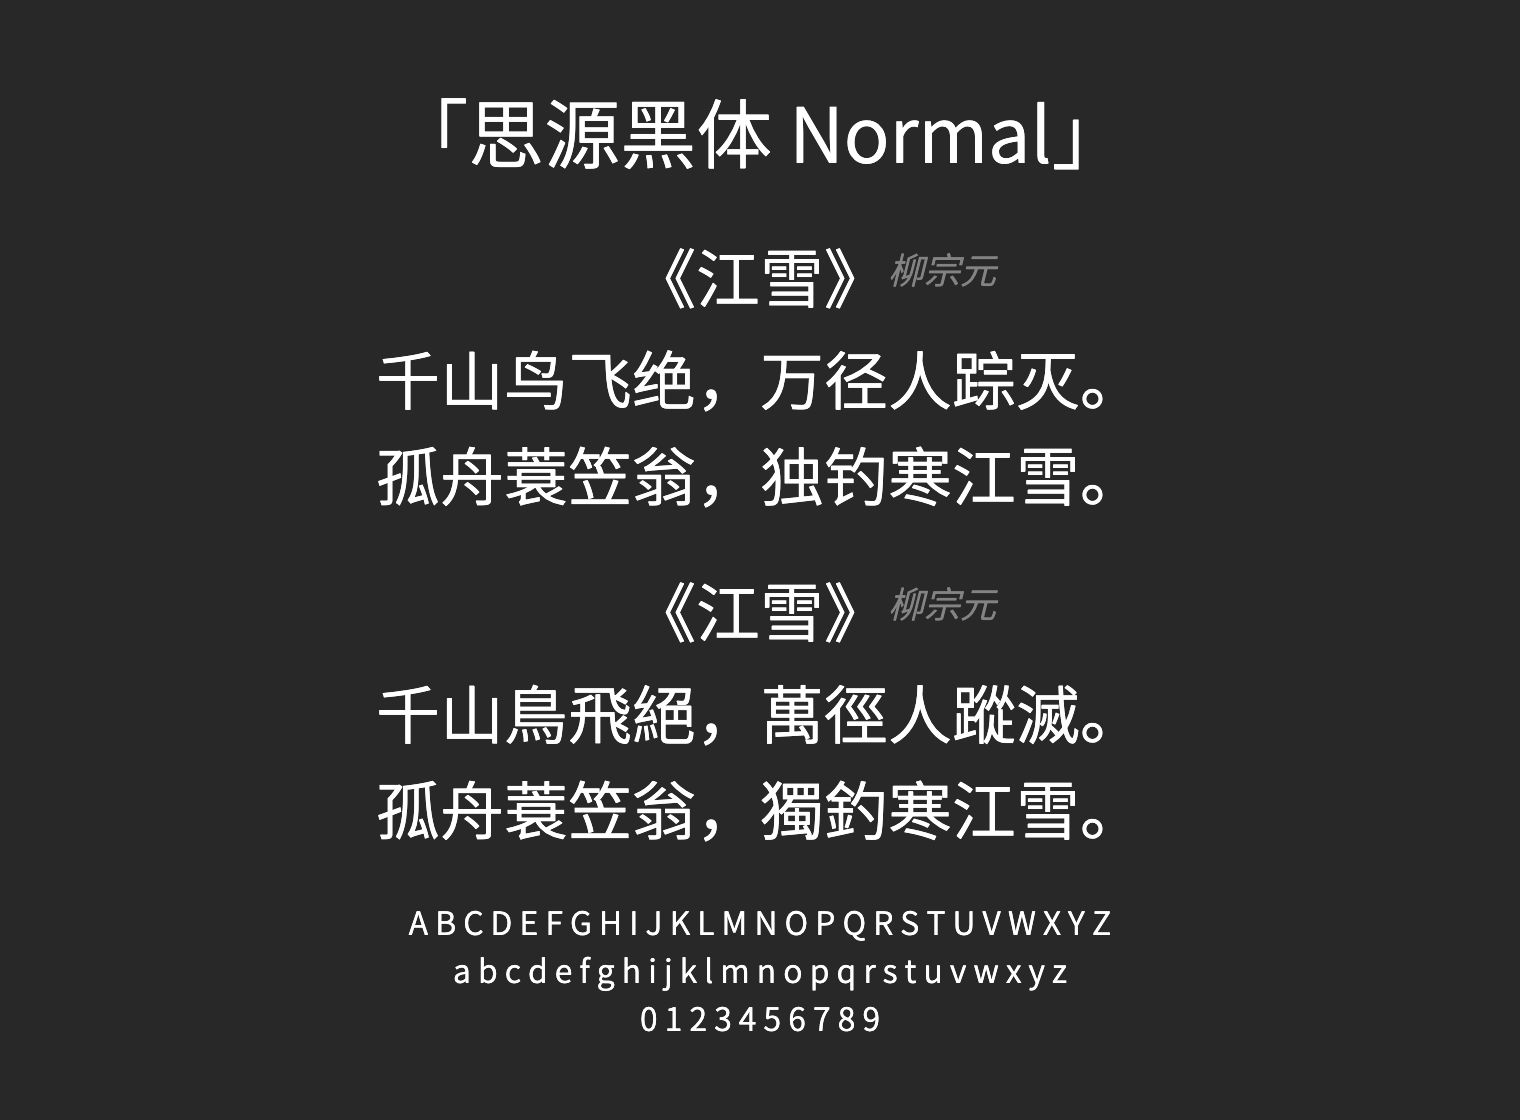 「思源黑体 Normal」
《江雪》 柳宗元
千山鸟飞绝，万径人踪灭。
孤舟蓑笠翁，独钓寒江雪。
《江雪》 柳宗元
千山鳥飛絕，萬徑人蹤滅。
孤舟蓑笠翁，獨釣寒江雪。
A B C D E F G H I J K L M N O P Q R S T U V W X Y Z
a b c d e f g h i j k l m n o p q r s t u v w x y z
0 1 2 3 4 5 6 7 8 9